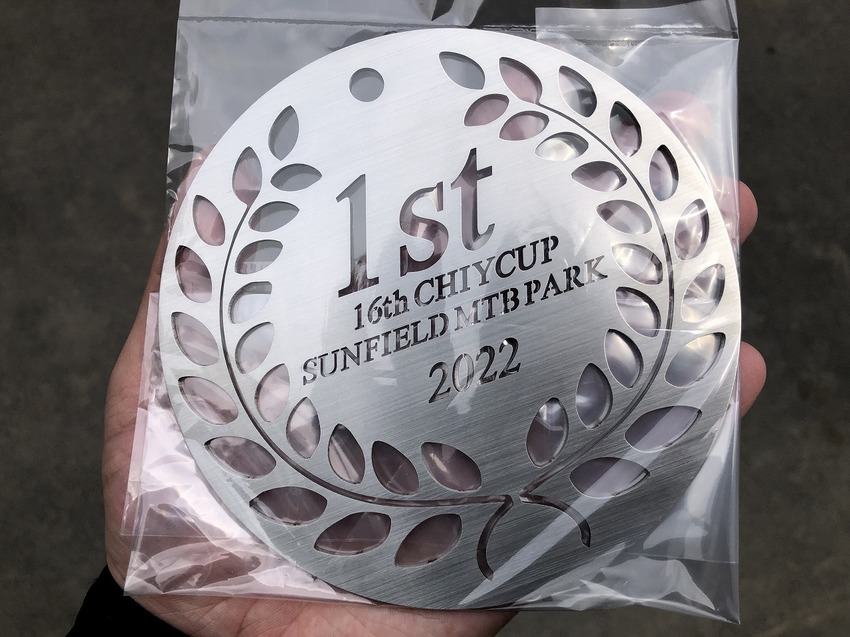 1st
16th CHIYCUP
SUNFIELD MTB PARK
2022